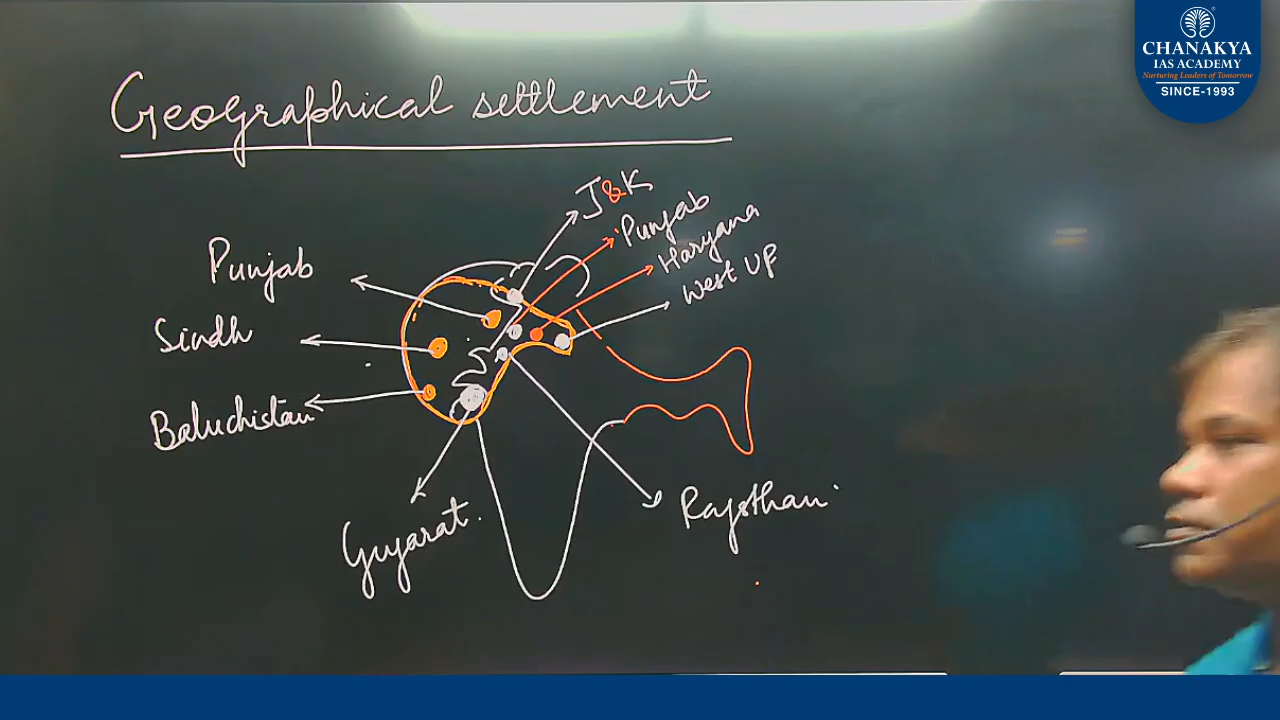 CHANAKYA
IAS ACADEMY
Nurturing Leaders of Tomorrow
SINCE-1993
Geographical settlement
J&K
Punjab
Haryana
West UP
Punjab
Sindh
Baluchistan
Gujarat.
Rajsthan